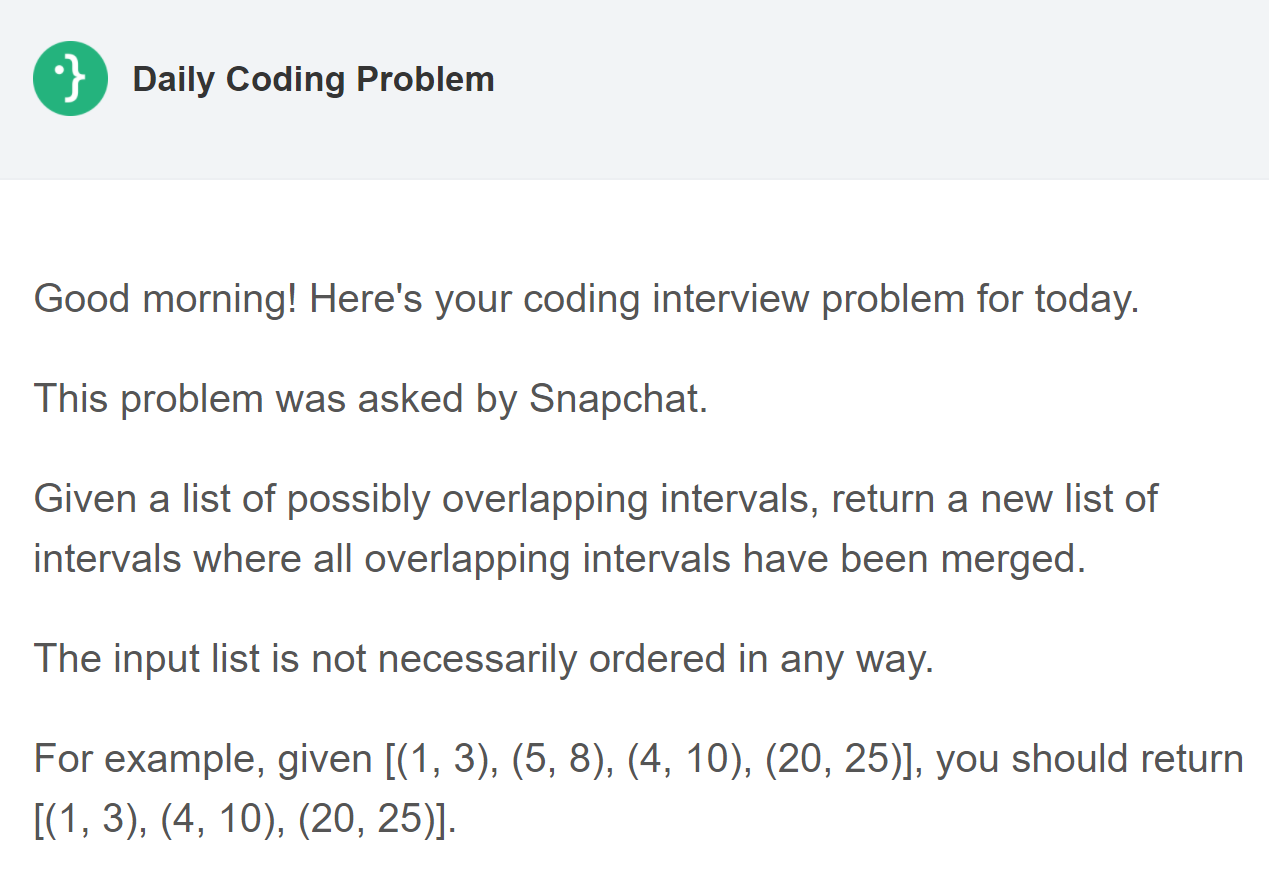 Daily Coding Problem
Good morning! Here's your coding interview problem for today.
This problem was asked by Snapchat.
Given a list of possibly overlapping intervals, return a new list of
intervals where all overlapping intervals have been merged.
The input list is not necessarily ordered in any way.
For example, given [(1, 3), (5, 8), (4, 10), (20, 25)], you should return
[(1, 3), (4, 10), (20, 25)].